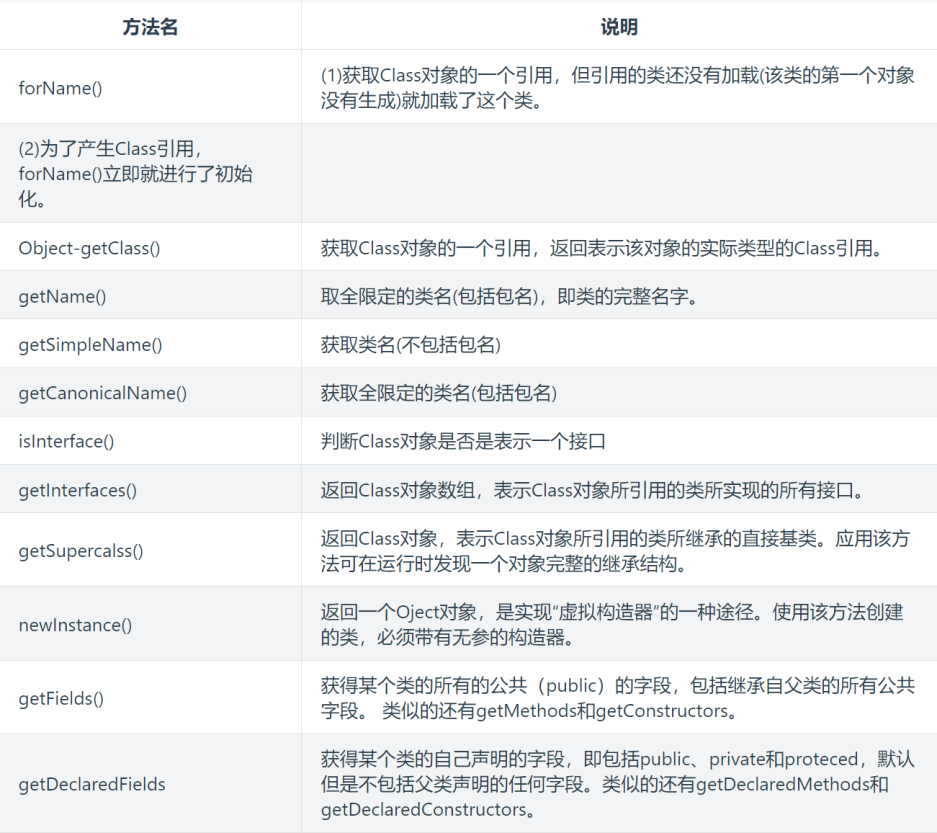 方法名
说明
forName()
(1)获取Class对象的一个引用，但引用的类还没有加载(该类的第一个对象
没有生成)就加载了这个类。
(2)为了产生Class引用，
forName()立即就进行了初始
化。
Object-getClass()
获取Class对象的一个引用，返回表示该对象的实际类型的Class引用。
getName()
取全限定的类名(包括包名)，即类的完整名字。
getSimpleName()
获取类名(不包括包名)
getCanonicalName()
获取全限定的类名(包括包名)
isInterface()
判断Class对象是否是表示一个接口
getInterfaces()
返回Class对象数组，表示Class对象所引用的类所实现的所有接口。
getSupercalss()
返回Class对象，表示Class对象所引用的类所继承的直接基类。应用该方
法可在运行时发现一个对象完整的继承结构。
newInstance()
返回一个Oject对象，是实现“虚拟构造器”的一种途径。使用该方法创建
的类，必须带有无参的构造器。
getFields()
获得某个类的所有的公共（public）的字段，包括继承自父类的所有公共
字段。 类似的还有getMethods和getConstructors。
getDeclaredFields
获得某个类的自己声明的字段，即包括public、private和proteced，默认
但是不包括父类声明的任何字段。类似的还有getDeclaredMethods和
getDeclaredConstructors。